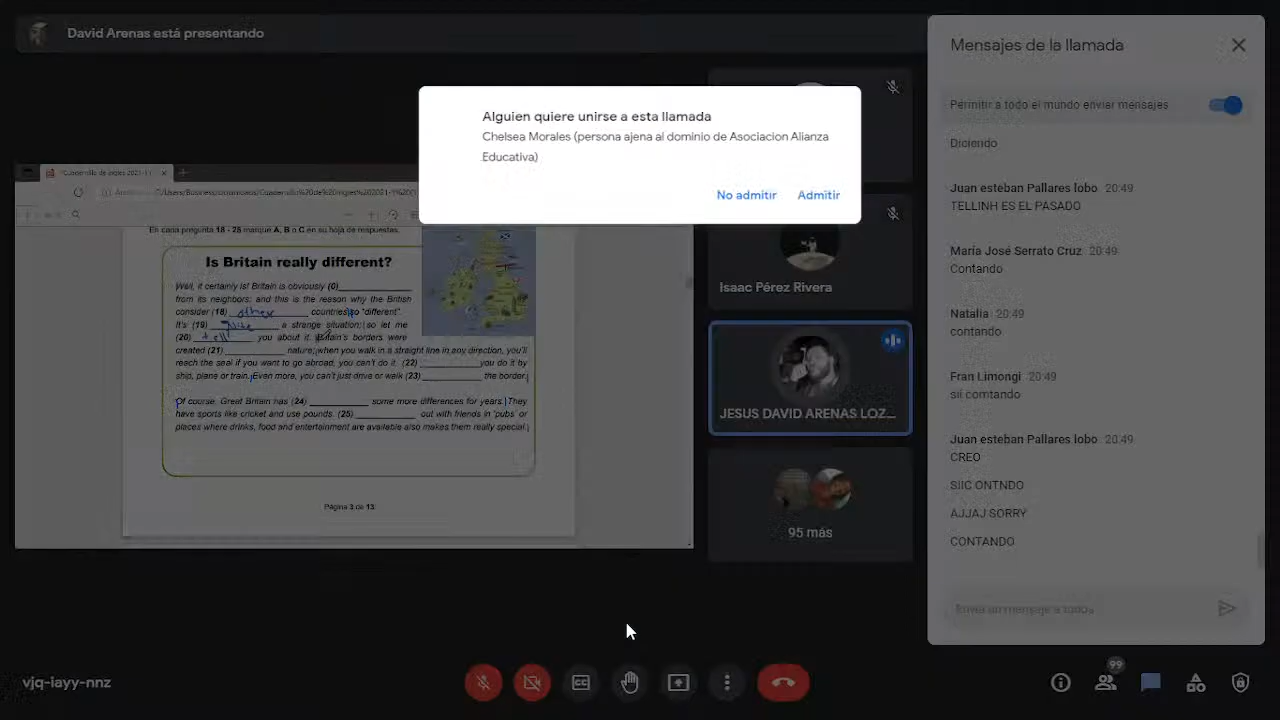 David Arenas está presentando
Alguien quiere unirse a esta llamada
Chelsea Morales (persona ajena al dominio de Asociacion Alianza
Educativa)
No admitir Admitir
En cada pregunta 18 - 25 marque A, B o C en su hoja de respuestas.
Is Britain really different?
Well, it certainly is! Britain is obviously (0)
from its neighbors; and this is the reason why the British
consider (18) other countries to "different".
It's (19) quite a strange situation; so let me
(20) tell you about it. Britain's borders were
created (21) nature; when you walk in a straight line in any direction, you'll
reach the sea! if you want to go abroad, you can't do it. (22) you do it by
ship, plane or train. Even more, you can't just drive or walk (23) the border.
Of course, Great Britain has (24) some more differences for years. They
have sports like cricket and use pounds. (25) out with friends in 'pubs' or
places where drinks, food and entertainment are available also makes them really special.
Página 3 de 13
Isaac Pérez Rivera
JESUS DAVID ARENAS LOZ...
95 más
Mensajes de la llamada
Permitir a todo el mundo enviar mensajes
Diciendo
Juan esteban Pallares lobo 20:49
TELLINH ES EL PASADO
María José Serrato Cruz 20:49
Contando
Natalia 20:49
contando
Fran Limongi 20:49
sií comtando
Juan esteban Pallares lobo 20:49
CREO
SIIC ONTNDO
AJJAJ SORRY
CONTANDO
Envía un mensaje a todos
vjq-iayy-nnz
CC
99